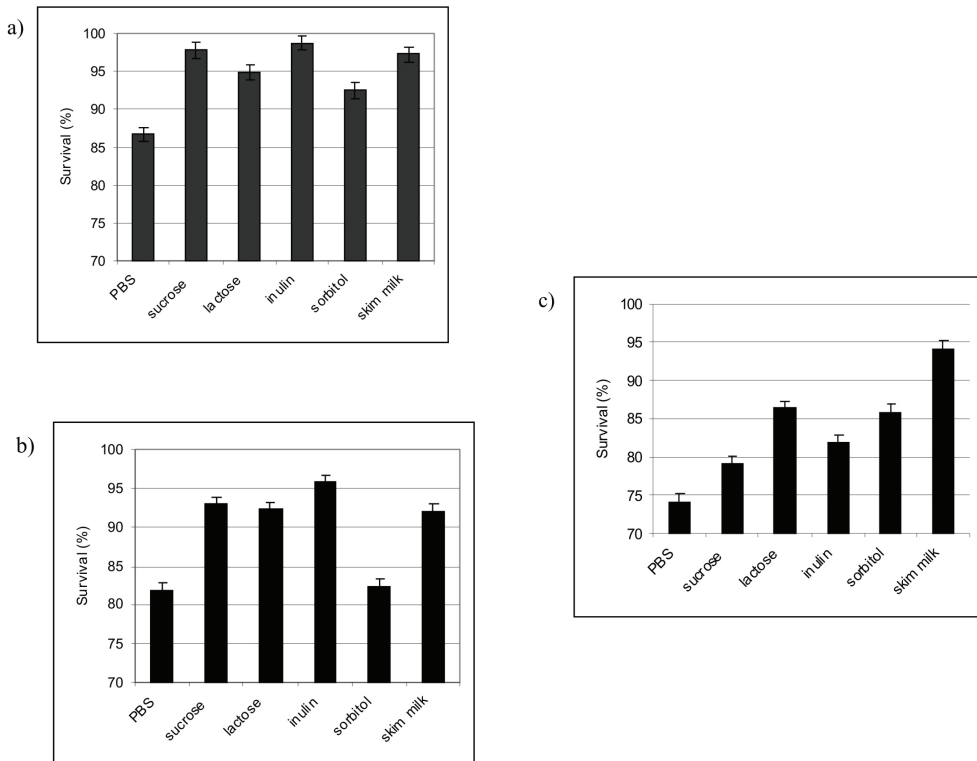 a)
100
95
90
85
80
75
70
Survival (%)
PBS
sucrose
lactose
inulin
sorbitol
skim milk
b)
100
95
90
85
80
75
70
Survival (%)
PBS
sucrose
lactose
inulin
sorbitol
skim milk
c)
100
95
90
85
80
75
70
Survival (%)
PBS
sucrose
lactose
inulin
sorbitol
skim milk